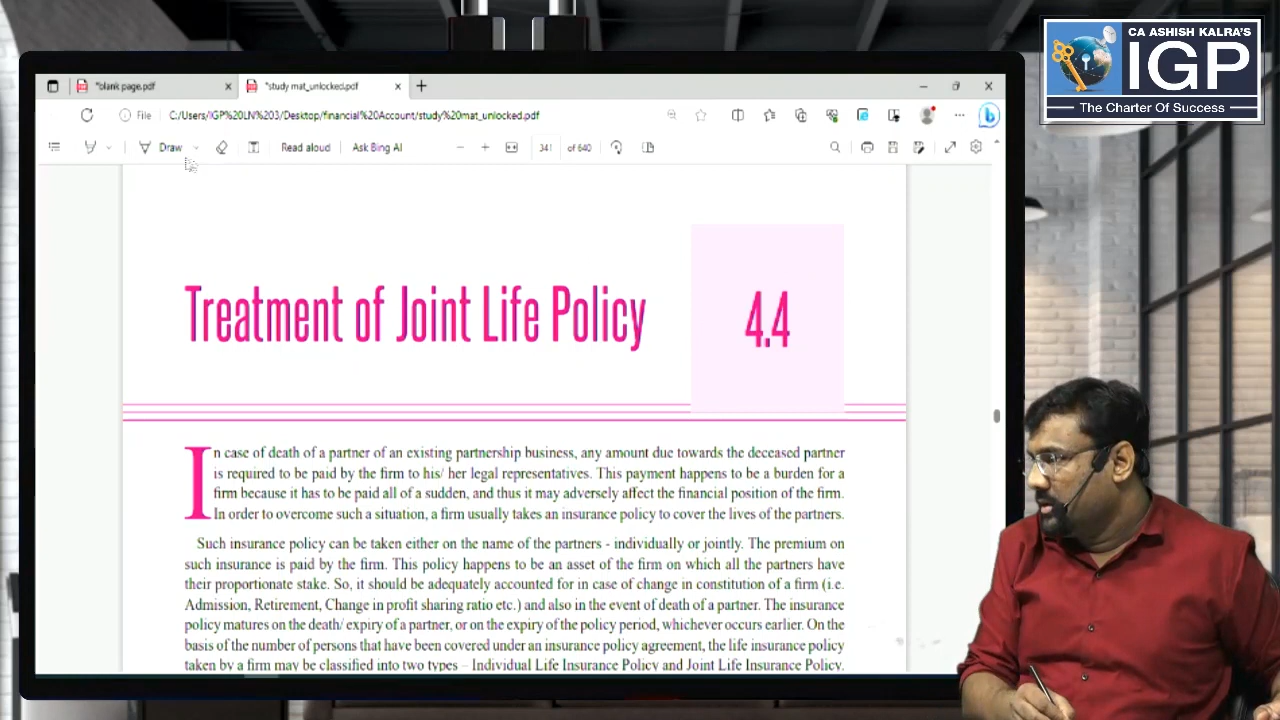 CA ASHISH KALRA'S
IGP
The Charter Of Success
*blank page.pdf
*study mat_unlocked.pdf
File
C:/Users/IGP%20LN%203/Desktop/financial%20Account/study%20mat_unlocked.pdf
Draw
Read aloud
Ask Bing AI
341 of 640
Treatment of Joint Life Policy
4.4
In case of death of a partner of an existing partnership business, any amount due towards the deceased partner
is required to be paid by the firm to his/ her legal representatives. This payment happens to be a burden for a
firm because it has to be paid all of a sudden, and thus it may adversely affect the financial position of the firm.
In order to overcome such a situation, a firm usually takes an insurance policy to cover the lives of the partners.
Such insurance policy can be taken either on the name of the partners - individually or jointly. The premium on
such insurance is paid by the firm. This policy happens to be an asset of the firm on which all the partners have
their proportionate stake. So, it should be adequately accounted for in case of change in constitution of a firm (i.e.
Admission, Retirement, Change in profit sharing ratio etc.) and also in the event of death of a partner. The insurance
policy matures on the death/ expiry of a partner, or on the expiry of the policy period, whichever occurs earlier. On the
basis of the number of persons that have been covered under an insurance policy agreement, the life insurance policy
taken by a firm may be classified into two types – Individual Life Insurance Policy and Joint Life Insurance Policy.